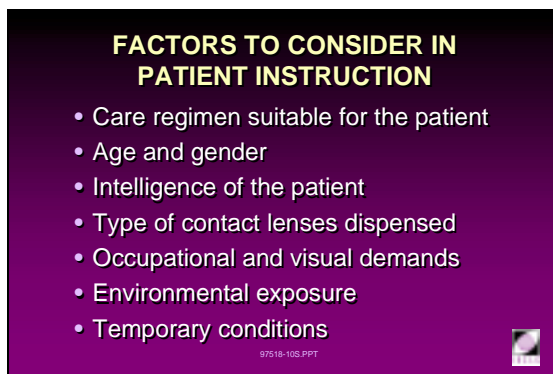 FACTORS TO CONSIDER IN
PATIENT INSTRUCTION
• Care regimen suitable for the patient
• Age and gender
• Intelligence of the patient
• Type of contact lenses dispensed
• Occupational and visual demands
• Environmental exposure
• Temporary conditions
97518-10S.PPT